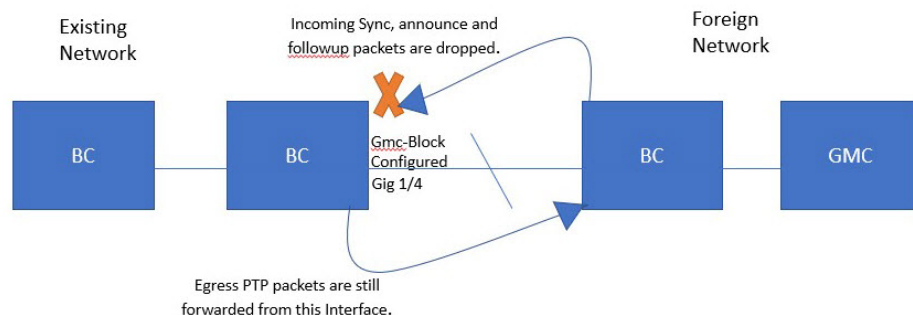 Existing
Network
Incoming Sync, announce and
followup packets are dropped.
Foreign
Network
BC
BC
Gmc-Block
Configured
Gig 1/4
BC
GMC
Egress PTP packets are still
forwarded from this Interface.